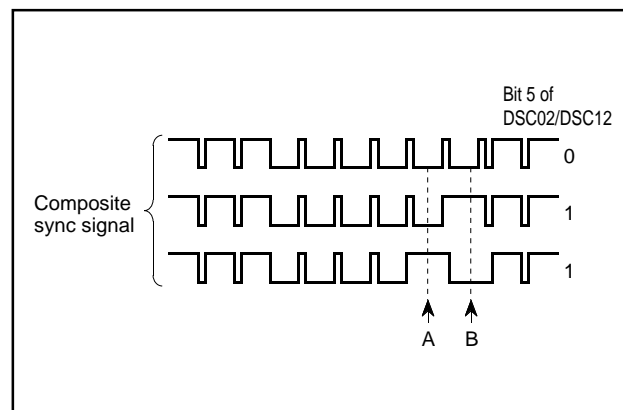 Bit 5 of
DSC02/DSC12
0
Composite
sync signal
1
1
A
B